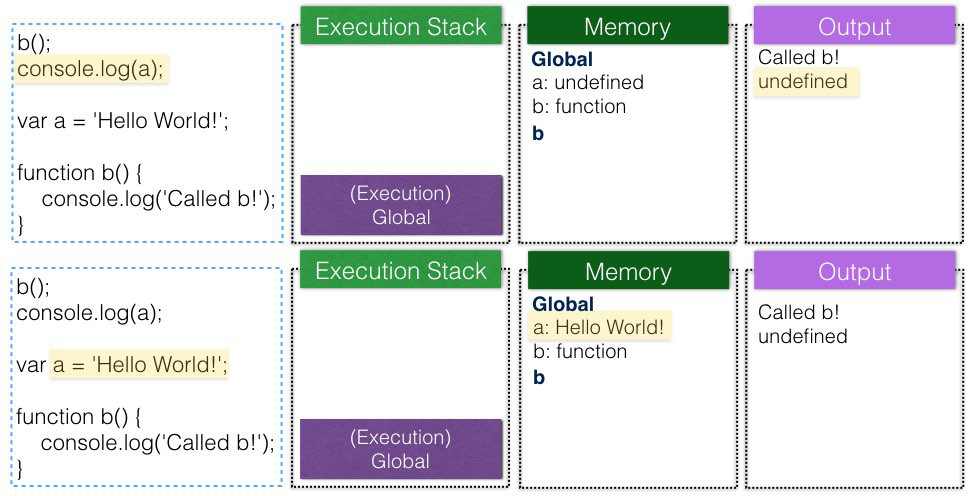 b();
console.log(a);
var a = 'Hello World!';
function b() {
console.log('Called b!');
}
Execution Stack
(Execution)
Global
Memory
Global
a: undefined
b: function
b
Output
Called b!
undefined
b();
console.log(a);
var a = 'Hello World!';
function b() {
console.log('Called b!');
}
Execution Stack
(Execution)
Global
Memory
Global
a: Hello World!
b: function
b
Output
Called b!
undefined